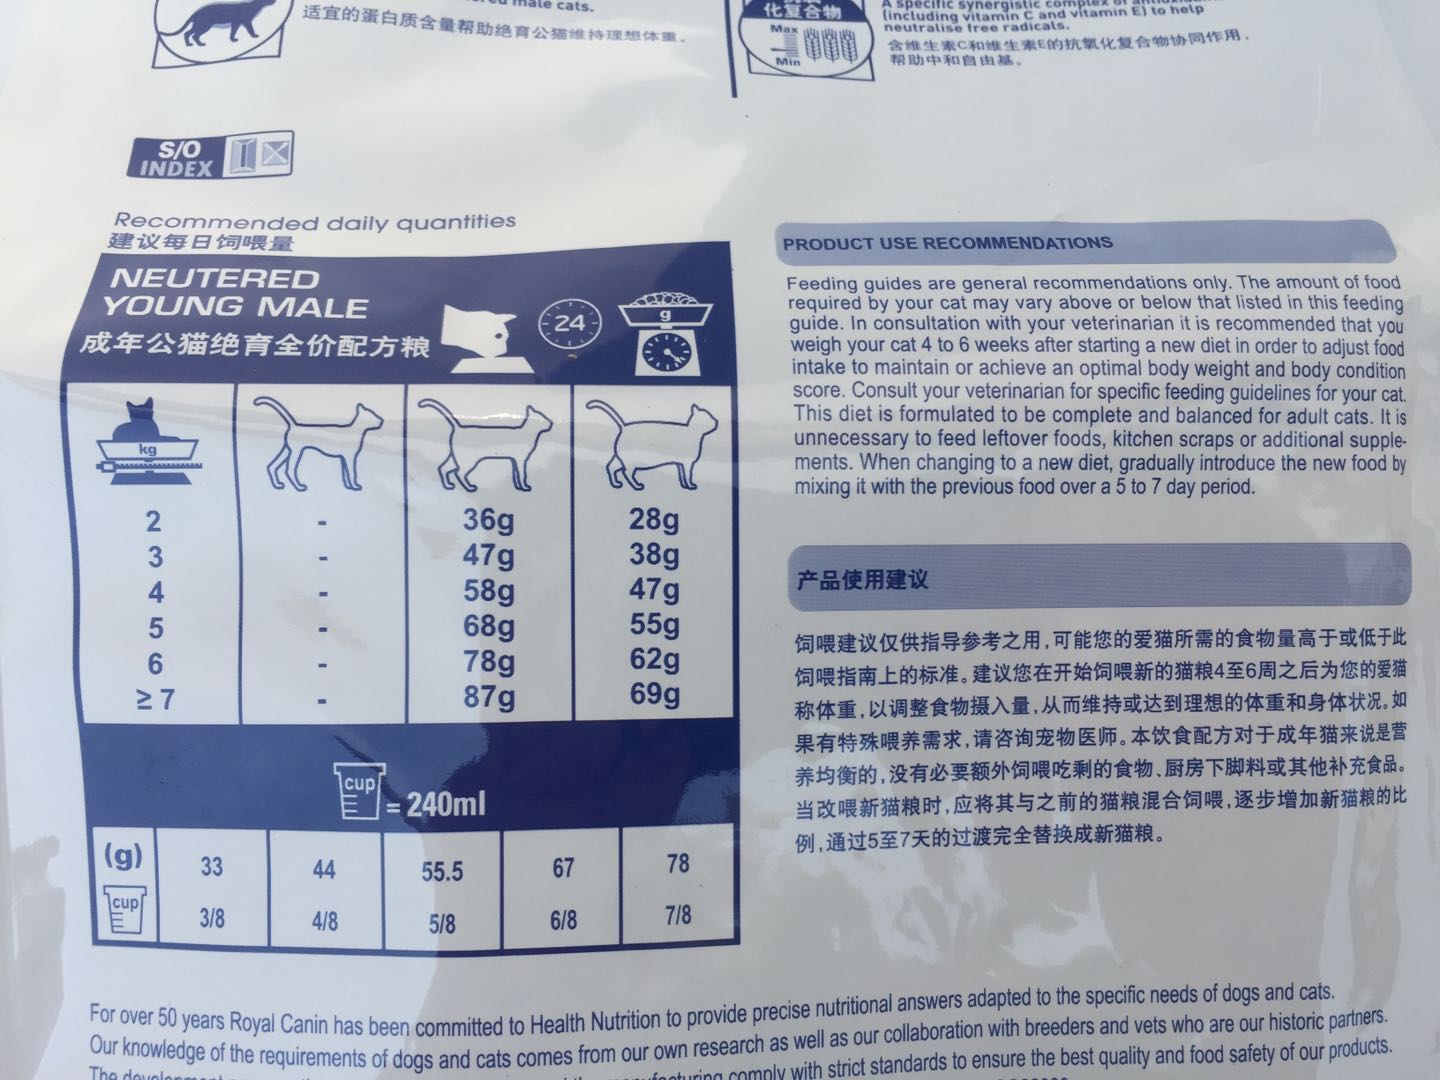 male cats.
适宜的蛋白质含量帮助绝育公猫维持理想体重。
化复合物
Max
Min
A specific synergistic complex of
(including vitamin C and vitamin E) to help
neutralise free radicals.
含维生素C和维生素E的抗氧化复合物协同作用，
帮助中和自由基。
S/O
INDEX
Recommended daily quantities
建议每日饲喂量
NEUTERED
YOUNG MALE
成年公猫绝育全价配方粮
24
g
kg
2 - 36g 28g
3 - 47g 38g
4 - 58g 47g
5 - 68g 55g
6 - 78g 62g
≥7 - 87g 69g
cup = 240ml
(g) 33 44 55.5 67 78
cup 3/8 4/8 5/8 6/8 7/8
PRODUCT USE RECOMMENDATIONS
Feeding guides are general recommendations only. The amount of food
required by your cat may vary above or below that listed in this feeding
guide. In consultation with your veterinarian it is recommended that you
weigh your cat 4 to 6 weeks after starting a new diet in order to adjust food
intake to maintain or achieve an optimal body weight and body condition
score. Consult your veterinarian for specific feeding guidelines for your cat.
This diet is formulated to be complete and balanced for adult cats. It is
unnecessary to feed leftover foods, kitchen scraps or additional supple-
ments. When changing to a new diet, gradually introduce the new food by
mixing it with the previous food over a 5 to 7 day period.
产品使用建议
饲喂建议仅供指导参考之用，可能您的爱猫所需的食物量高于或低于此
饲喂指南上的标准。建议您在开始饲喂新的猫粮4至6周之后为您的爱猫
称体重，以调整食物摄入量，从而维持或达到理想的体重和身体状况。如
果有特殊喂养需求，请咨询宠物医师。本饮食配方对于成年猫来说是营
养均衡的，没有必要额外饲喂吃剩的食物、厨房下脚料或其他补充食品。
当改喂新猫粮时，应将其与之前的猫粮混合饲喂，逐步增加新猫粮的比
例，通过5至7天的过渡完全替换成新猫粮。
For over 50 years Royal Canin has been committed to Health Nutrition to provide precise nutritional answers adapted to the specific needs of dogs and cats.
Our knowledge of the requirements of dogs and cats comes from our own research as well as our collaboration with breeders and vets who are our historic partners.
The comply with strict standards to ensure the best quality and food safety of our products.